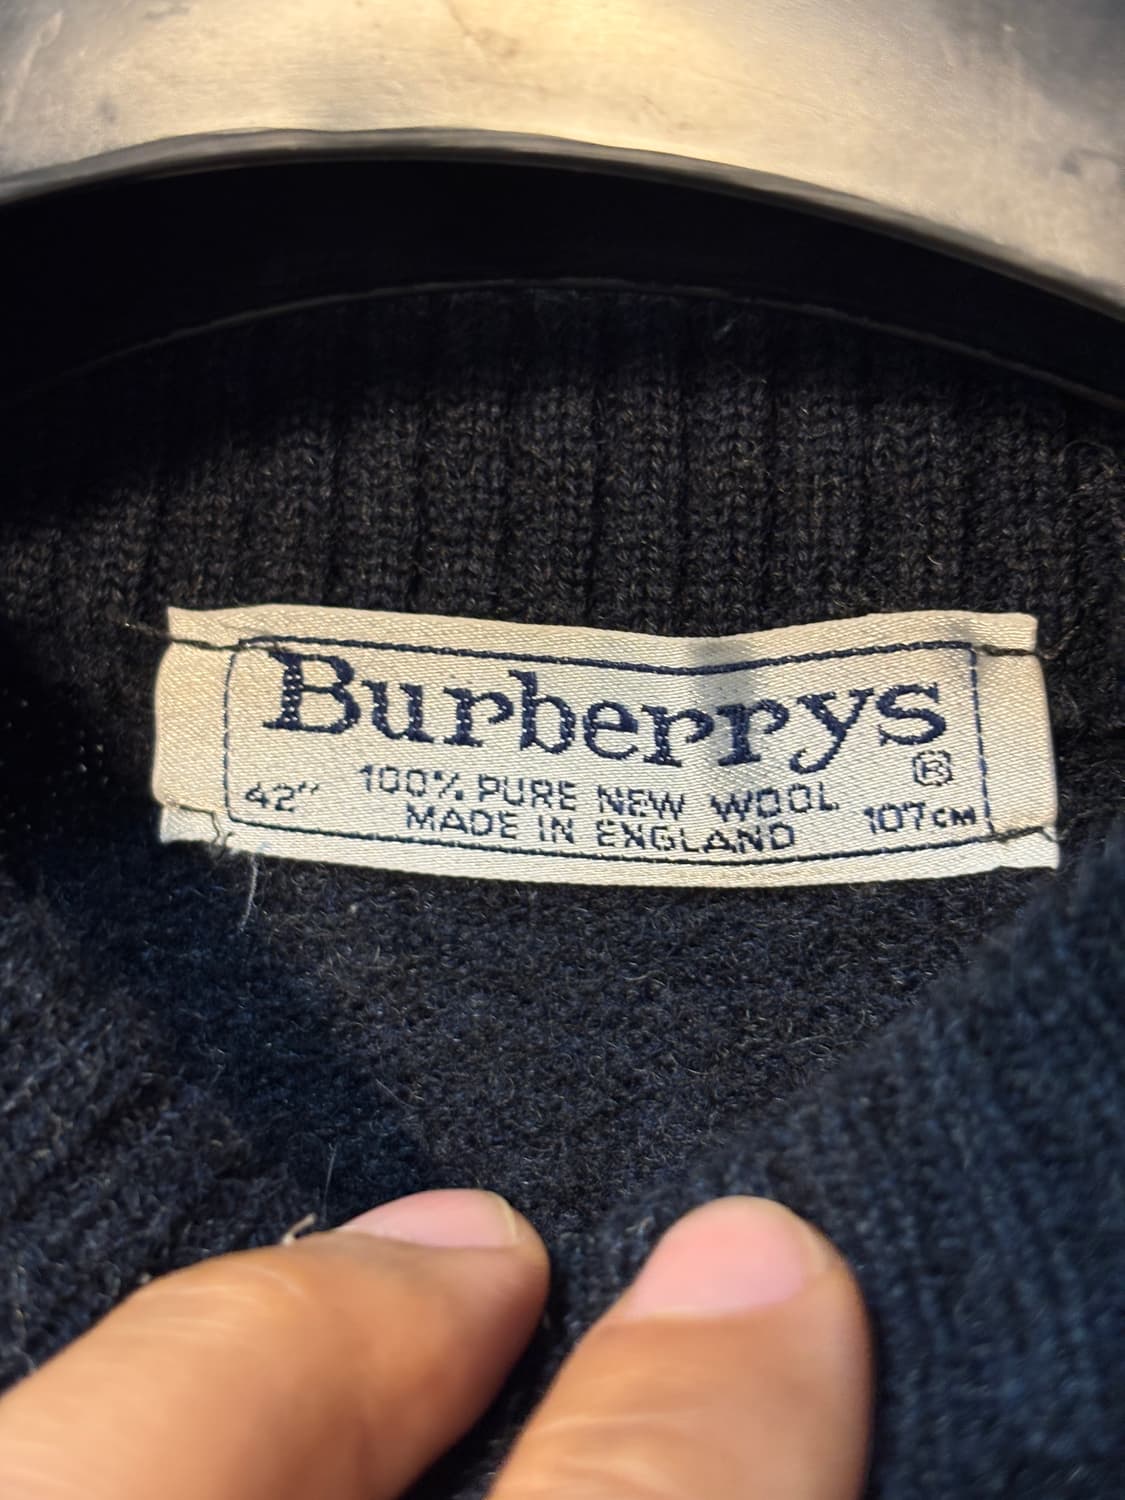 Burberrys
®
42" 100% PURE NEW WOOL 107CM
MADE IN ENGLAND